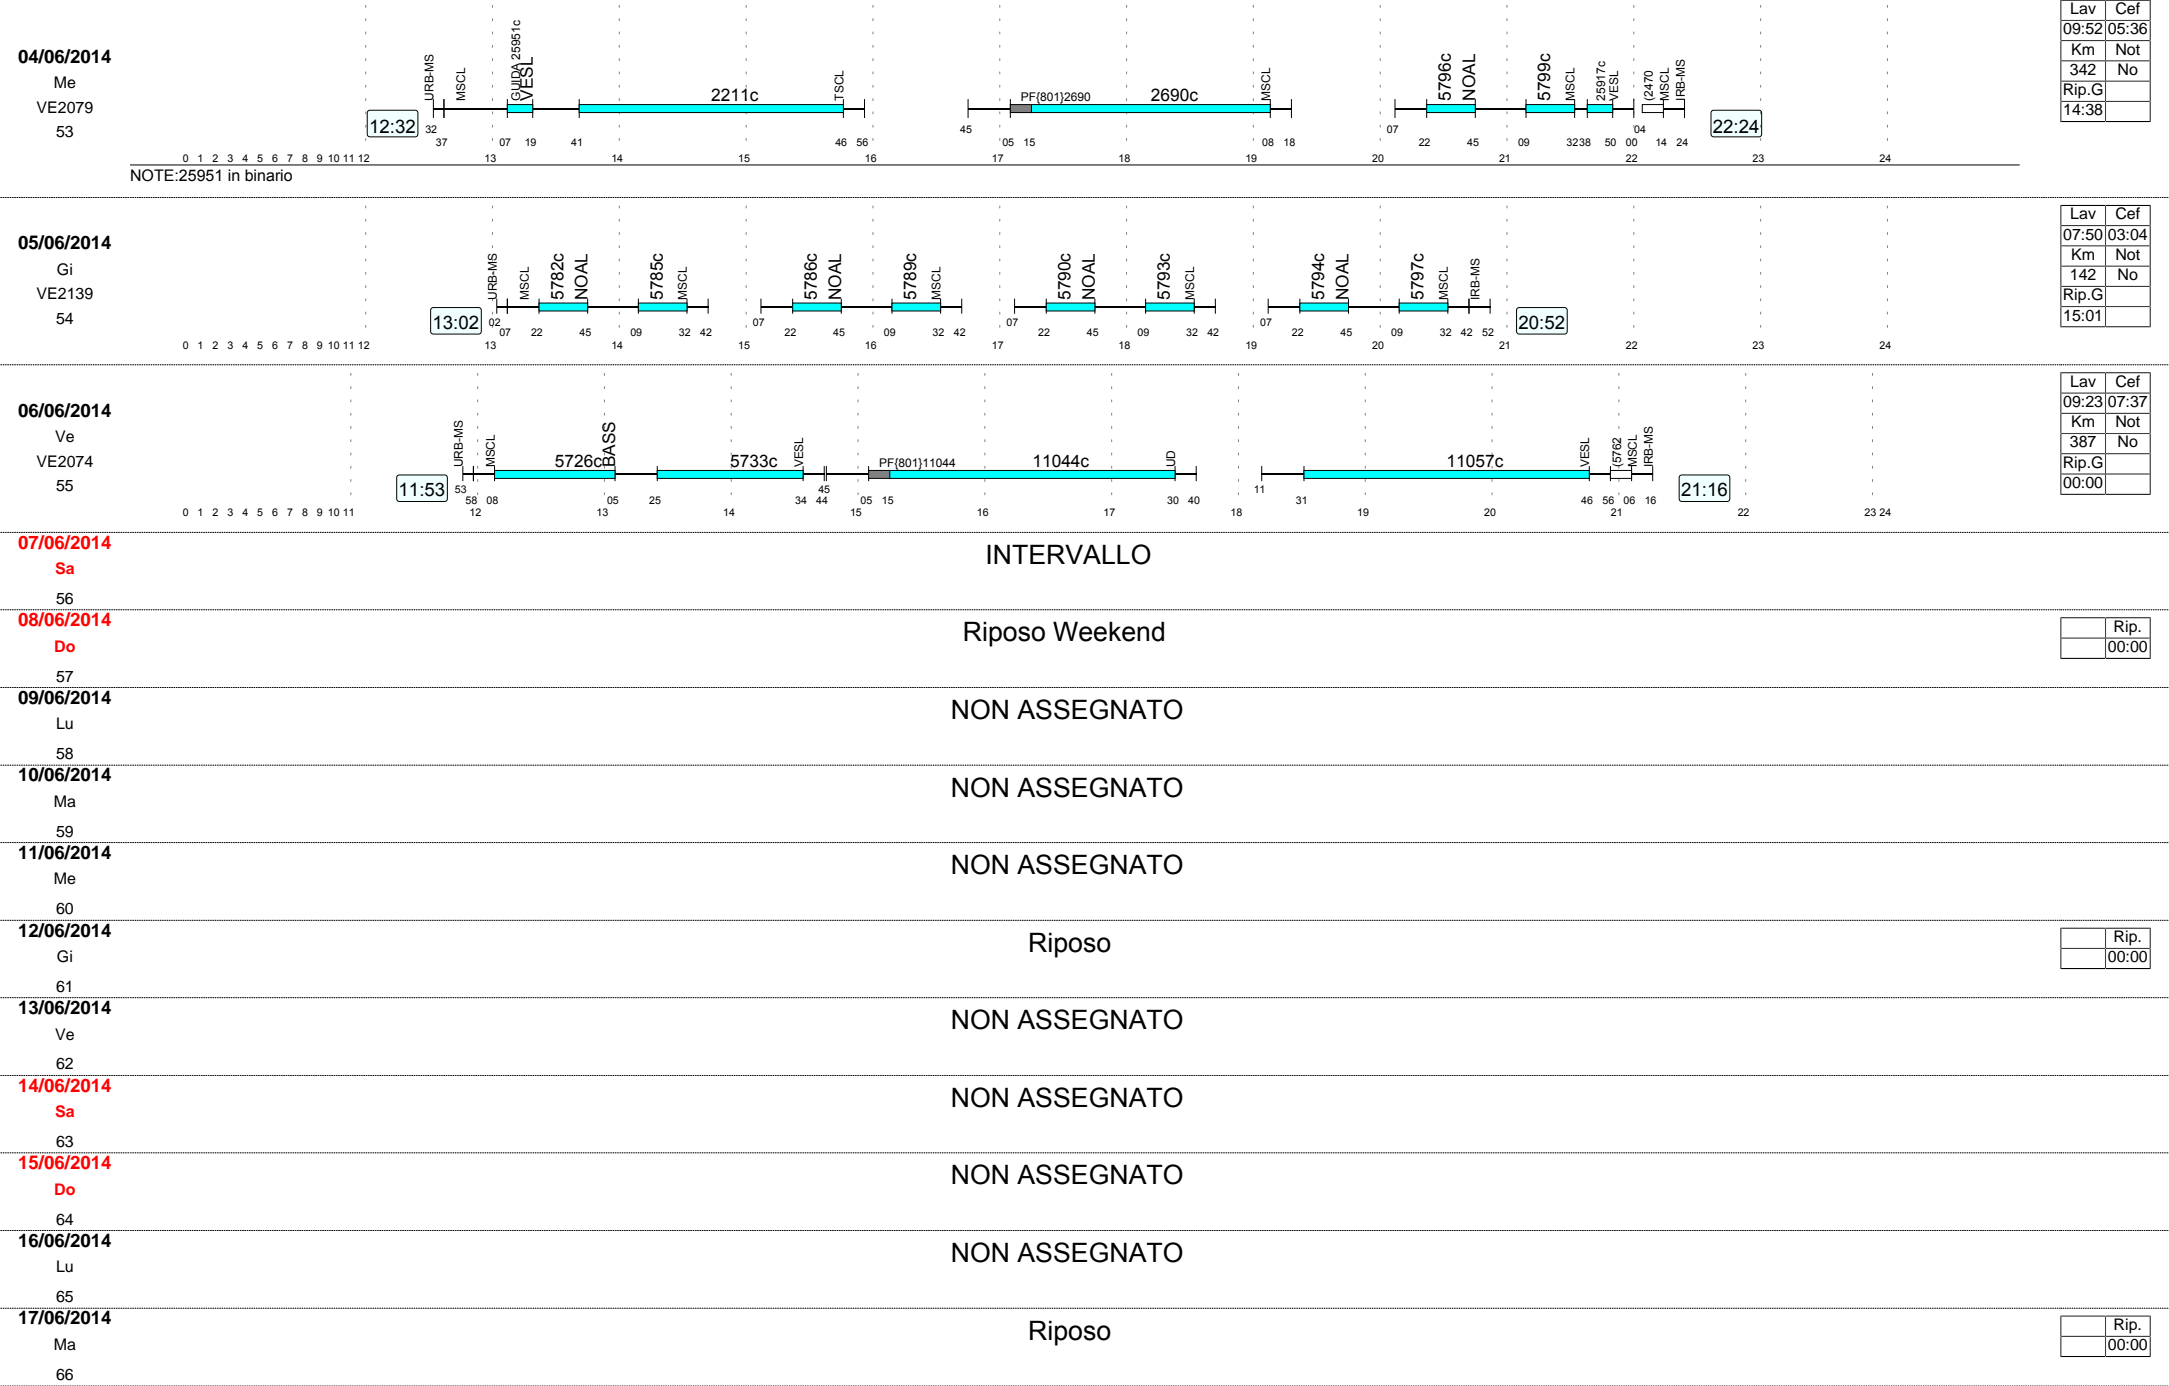 04/06/2014
Me
VE2079
53
12:32
URB-MS
MSCL
GUIDA 25951c
VESL
2211c
TSCL
PF{801}2690
2690c
MSCL
5796c
NOAL
5799c
MSCL
25917c
VESL
(2470
MSCL
IRB-MS
22:24
32 37 07 19 41 46 56 45 05 15 08 18 07 22 45 09 32 38 50 00 04 14 24
0 1 2 3 4 5 6 7 8 9 10 11 12 13 14 15 16 17 18 19 20 21 22 23 24
NOTE:25951 in binario
Lav Cef
09:52 05:36
Km Not
342 No
Rip.G
14:38
05/06/2014
Gi
VE2139
54
13:02
URB-MS
MSCL
5782c
NOAL
5785c
MSCL
5786c
NOAL
5789c
MSCL
5790c
NOAL
5793c
MSCL
5794c
NOAL
5797c
MSCL
IRB-MS
20:52
02 07 22 45 09 32 42 07 22 45 09 32 42 07 22 45 09 32 42 07 22 45 09 32 42 52
0 1 2 3 4 5 6 7 8 9 10 11 12 13 14 15 16 17 18 19 20 21 22 23 24
Lav Cef
07:50 03:04
Km Not
142 No
Rip.G
15:01
06/06/2014
Ve
VE2074
55
11:53
URB-MS
MSCL
5726c
BASS
5733c
VESL
PF{801}11044
11044c
UD
11057c
VESL
(5762
MSCL
IRB-MS
21:16
53 58 08 05 25 34 44 45 05 15 30 40 11 31 46 56 06 16
0 1 2 3 4 5 6 7 8 9 10 11 12 13 14 15 16 17 18 19 20 21 22 23 24
Lav Cef
09:23 07:37
Km Not
387 No
Rip.G
00:00
07/06/2014
Sa
56
INTERVALLO
08/06/2014
Do
57
Riposo Weekend
Rip.
00:00
09/06/2014
Lu
58
NON ASSEGNATO
10/06/2014
Ma
59
NON ASSEGNATO
11/06/2014
Me
60
NON ASSEGNATO
12/06/2014
Gi
61
Riposo
Rip.
00:00
13/06/2014
Ve
62
NON ASSEGNATO
14/06/2014
Sa
63
NON ASSEGNATO
15/06/2014
Do
64
NON ASSEGNATO
16/06/2014
Lu
65
NON ASSEGNATO
17/06/2014
Ma
66
Riposo
Rip.
00:00